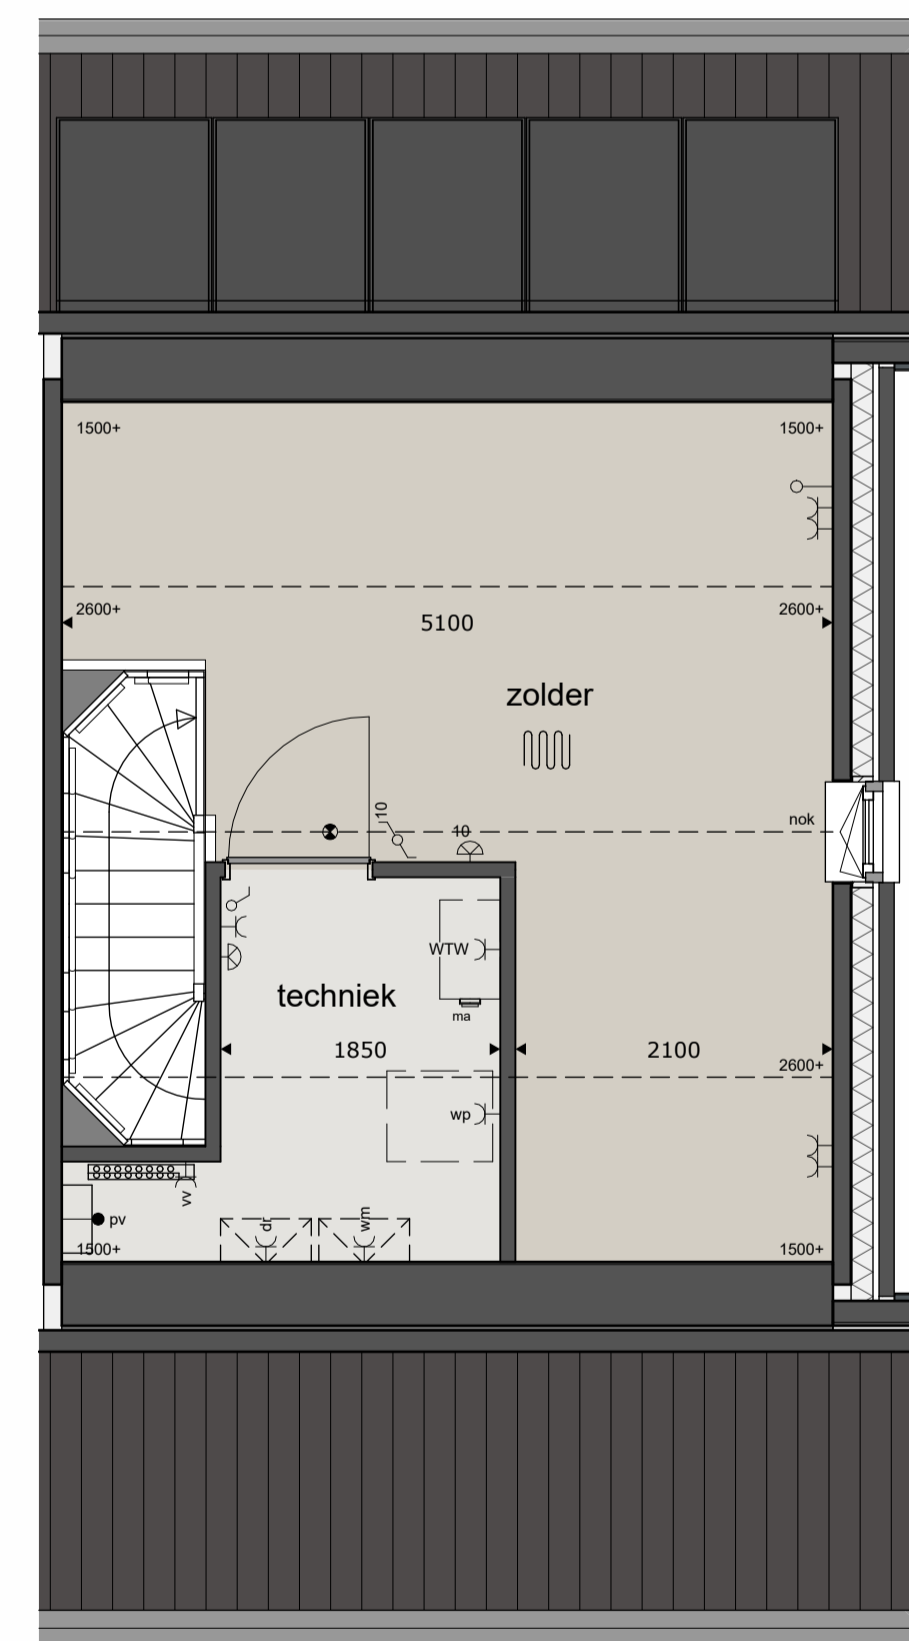 1500+
1500+
2600+
5100
2600+
zolder
10
10
nok
WTW
techniek
ma
1850
2100
2600+
wp
vv
pv
dr
wm
1500+
1500+